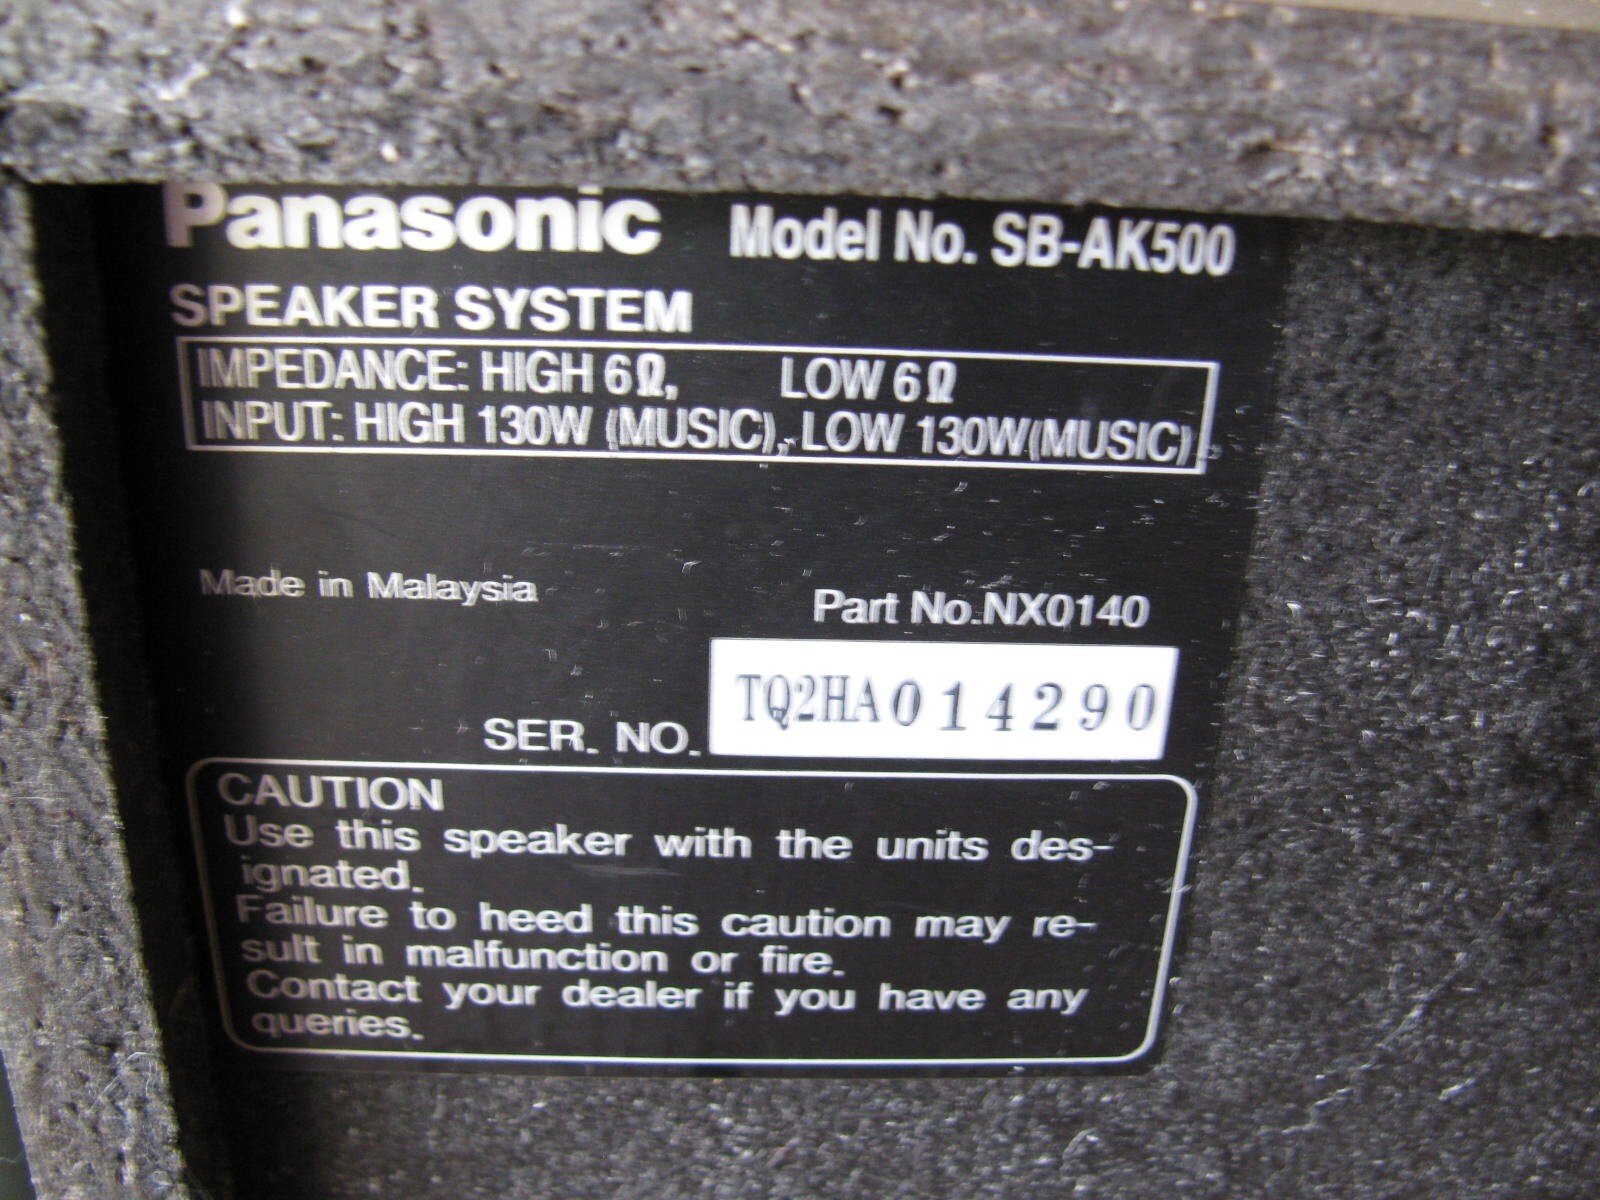 Panasonic Model No. SB-AK500
SPEAKER SYSTEM
IMPEDANCE: HIGH 6Ω, LOW 6Ω
INPUT: HIGH 130W (MUSIC), LOW 130W(MUSIC)
Made in Malaysia
Part No.NX0140
SER. NO. TQ2HA014290
CAUTION
Use this speaker with the units des-
ignated.
Failure to heed this caution may re-
sult in malfunction or fire.
Contact your dealer if you have any
queries.